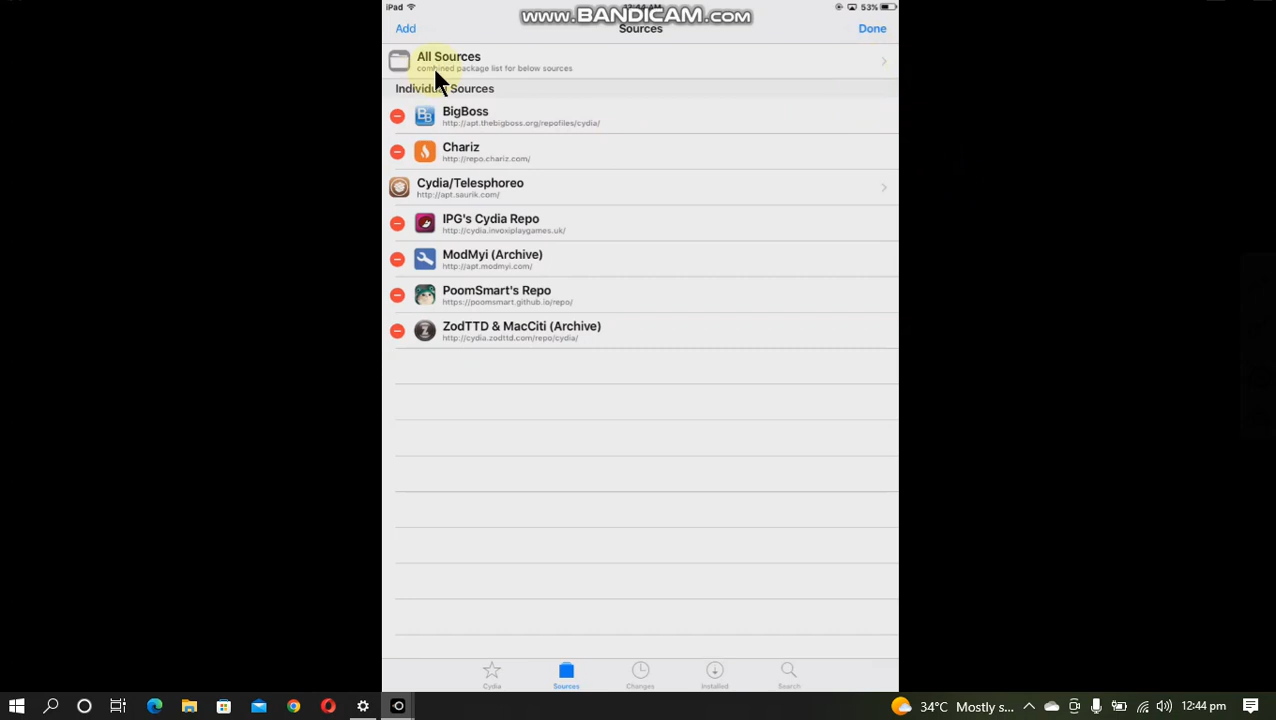 iPad
www.BANDICAM.com
53%
Add
Sources
Done
All Sources
combined package list for below sources
Individual Sources
BigBoss
http://apt.thebigboss.org/repofiles/cydia/
Chariz
http://repo.chariz.com/
Cydia/Telesphoreo
http://apt.saurik.com/
IPG's Cydia Repo
http://cydia.invoxiplaygames.uk/
ModMyi (Archive)
http://apt.modmyi.com/
PoomSmart's Repo
https://poomsmart.github.io/repo/
ZodTTD & MacCiti (Archive)
http://cydia.zodttd.com/repo/cydia/
Cydia
Sources
Changes
Installed
Search
34°C Mostly s...
12:44 pm